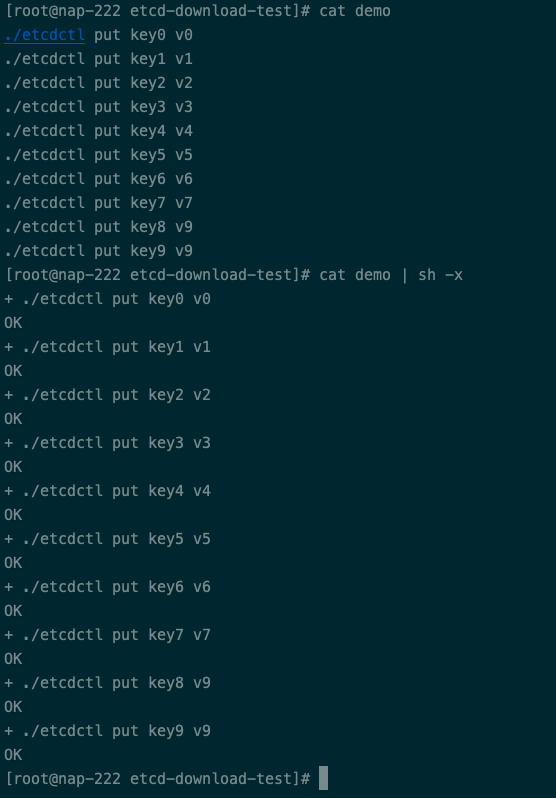 [root@nap-222 etcd-download-test]# cat demo
./etcdctl put key0 v0
./etcdctl put key1 v1
./etcdctl put key2 v2
./etcdctl put key3 v3
./etcdctl put key4 v4
./etcdctl put key5 v5
./etcdctl put key6 v6
./etcdctl put key7 v7
./etcdctl put key8 v9
./etcdctl put key9 v9
[root@nap-222 etcd-download-test]# cat demo | sh -x
+ ./etcdctl put key0 v0
OK
+ ./etcdctl put key1 v1
OK
+ ./etcdctl put key2 v2
OK
+ ./etcdctl put key3 v3
OK
+ ./etcdctl put key4 v4
OK
+ ./etcdctl put key5 v5
OK
+ ./etcdctl put key6 v6
OK
+ ./etcdctl put key7 v7
OK
+ ./etcdctl put key8 v9
OK
+ ./etcdctl put key9 v9
OK
[root@nap-222 etcd-download-test]#